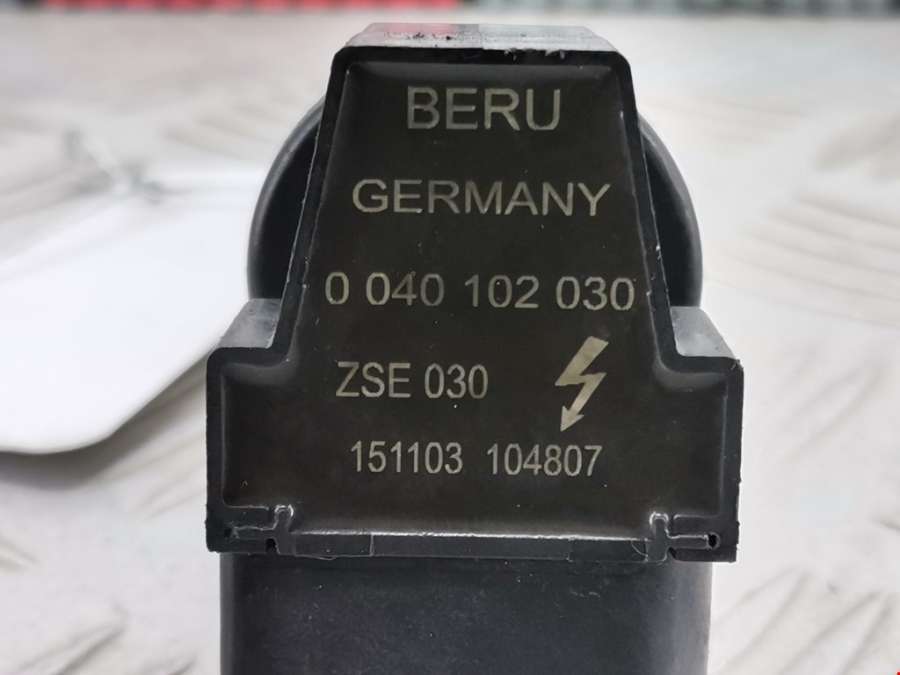 BERU
GERMANY
0 040 102 030
ZSE 030
151103 104807